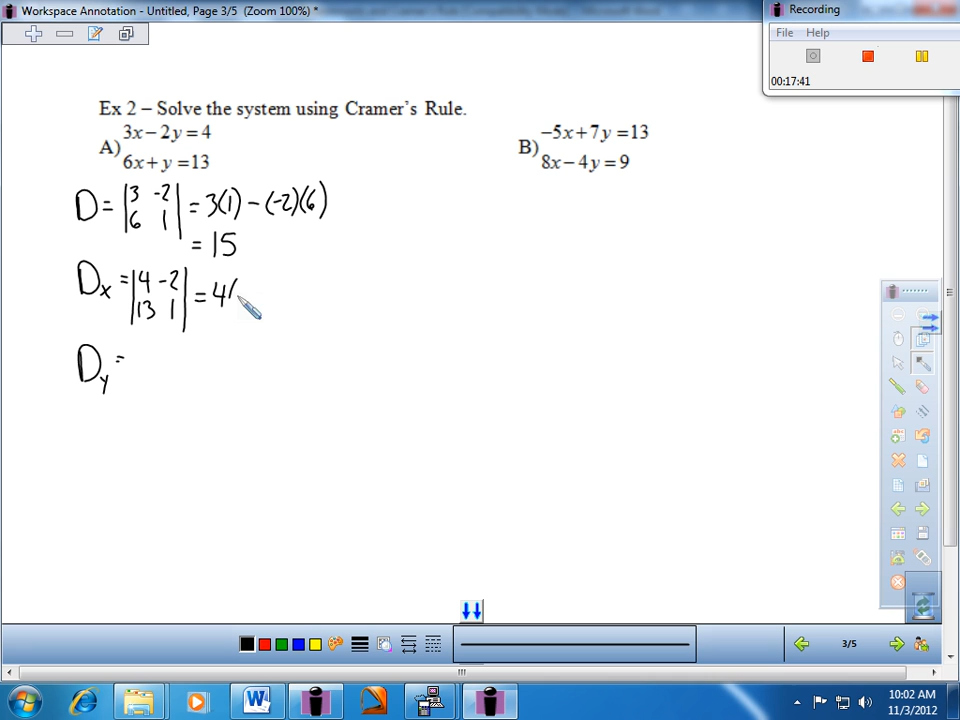 Workspace Annotation - Untitled, Page 3/5 (Zoom 100%) *
Recording
File Help
00:17:41
Ex 2 – Solve the system using Cramer's Rule.
A) 3x − 2y = 4
6x + y = 13
B) −5x + 7y = 13
8x − 4y = 9
D = |3 -2| = 3(1) - (-2)(6)
|6 1|
= 15
Dx = |4 -2| = 4(
|13 1|
Dy =
3/5
10:02 AM
11/3/2012